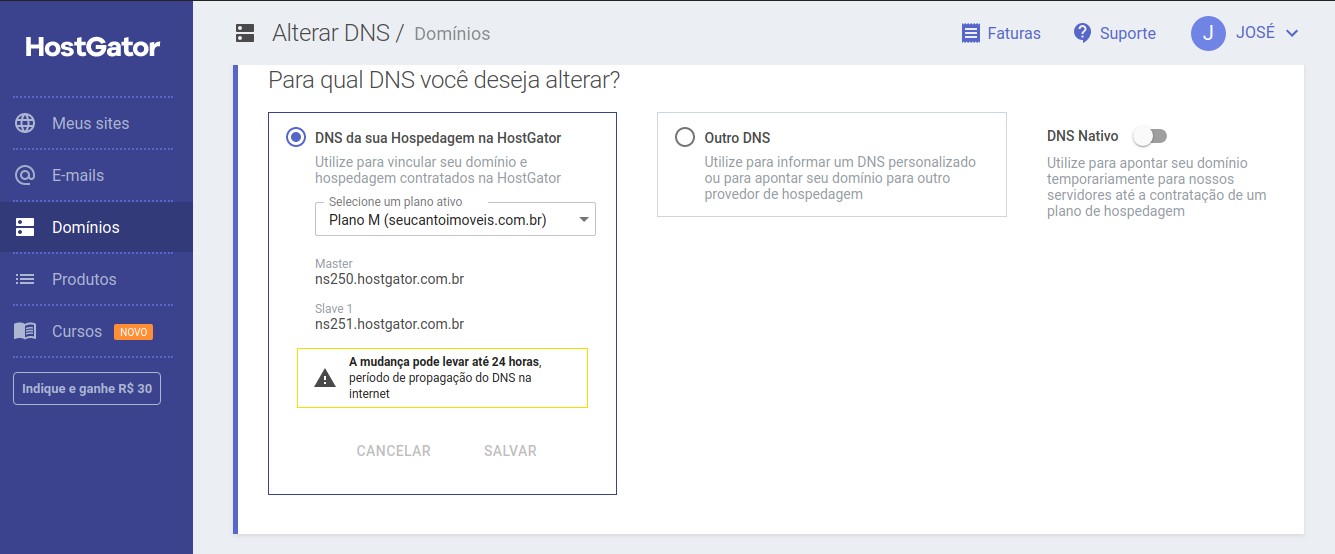 HostGator
Meus sites
E-mails
Domínios
Produtos
Cursos NOVO
Indique e ganhe R$ 30
Alterar DNS / Domínios
Faturas
Suporte
J JOSÉ
Para qual DNS você deseja alterar?
DNS da sua Hospedagem na HostGator
Utilize para vincular seu domínio e
hospedagem contratados na HostGator
Selecione um plano ativo
Plano M (seucantoimoveis.com.br)
Master
ns250.hostgator.com.br
Slave 1
ns251.hostgator.com.br
A mudança pode levar até 24 horas,
período de propagação do DNS na
internet
CANCELAR SALVAR
Outro DNS
Utilize para informar um DNS personalizado
ou para apontar seu domínio para outro
provedor de hospedagem
DNS Nativo
Utilize para apontar seu domínio
temporariamente para nossos
servidores até a contratação de um
plano de hospedagem